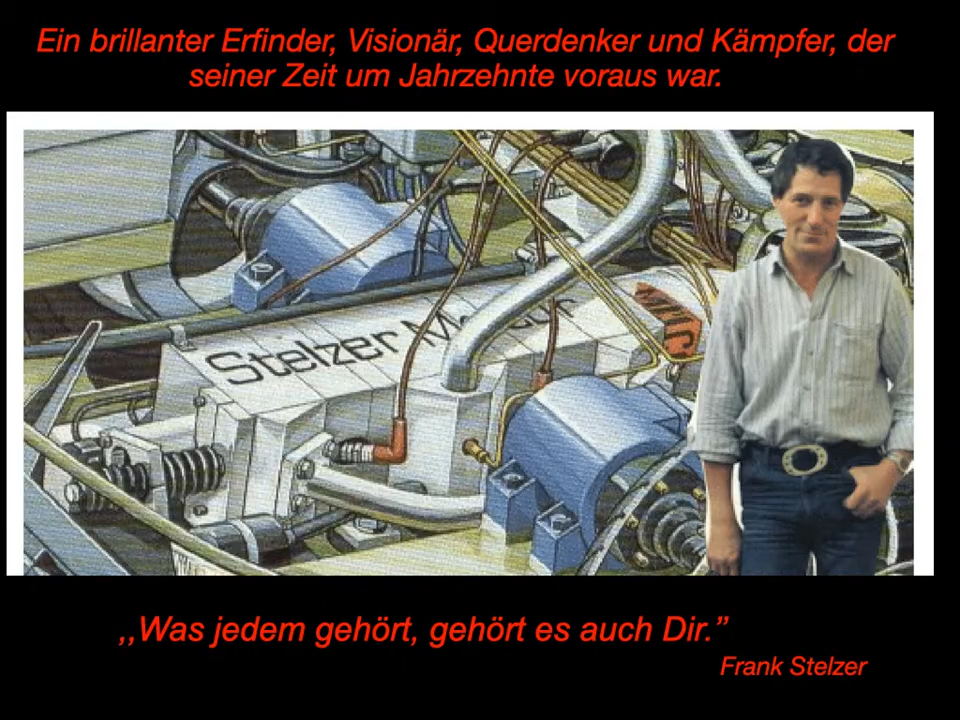 Ein brillanter Erfinder, Visionär, Querdenker und Kämpfer, der
seiner Zeit um Jahrzehnte voraus war.
Stelzer Motor
,,Was jedem gehört, gehört es auch Dir.”
Frank Stelzer